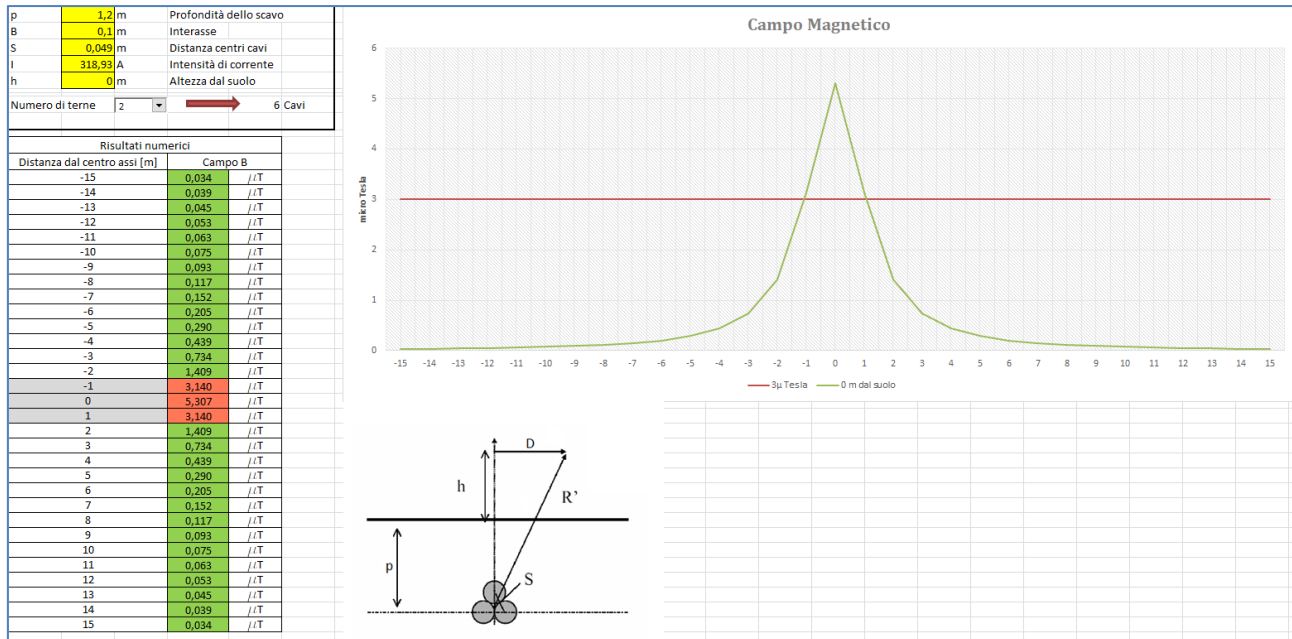 p 1,2 m Profondità dello scavo
B 0,1 m Interasse
S 0,049 m Distanza centri cavi
I 318,93 A Intensità di corrente
h 0 m Altezza dal suolo
Numero di terne 2 6 Cavi
Risultati numerici
Distanza dal centro assi [m] Campo B
-15 0,034 μT
-14 0,039 μT
-13 0,045 μT
-12 0,053 μT
-11 0,063 μT
-10 0,075 μT
-9 0,093 μT
-8 0,117 μT
-7 0,152 μT
-6 0,205 μT
-5 0,290 μT
-4 0,439 μT
-3 0,734 μT
-2 1,409 μT
-1 3,140 μT
0 5,307 μT
1 3,140 μT
2 1,409 μT
3 0,734 μT
4 0,439 μT
5 0,290 μT
6 0,205 μT
7 0,152 μT
8 0,117 μT
9 0,093 μT
10 0,075 μT
11 0,063 μT
12 0,053 μT
13 0,045 μT
14 0,039 μT
15 0,034 μT
Campo Magnetico
6
5
4
3
2
1
0
micro Tesla
-15 -14 -13 -12 -11 -10 -9 -8 -7 -6 -5 -4 -3 -2 -1 0 1 2 3 4 5 6 7 8 9 10 11 12 13 14 15
3μ Tesla 0 m dal suolo
D
h
R’
p
S